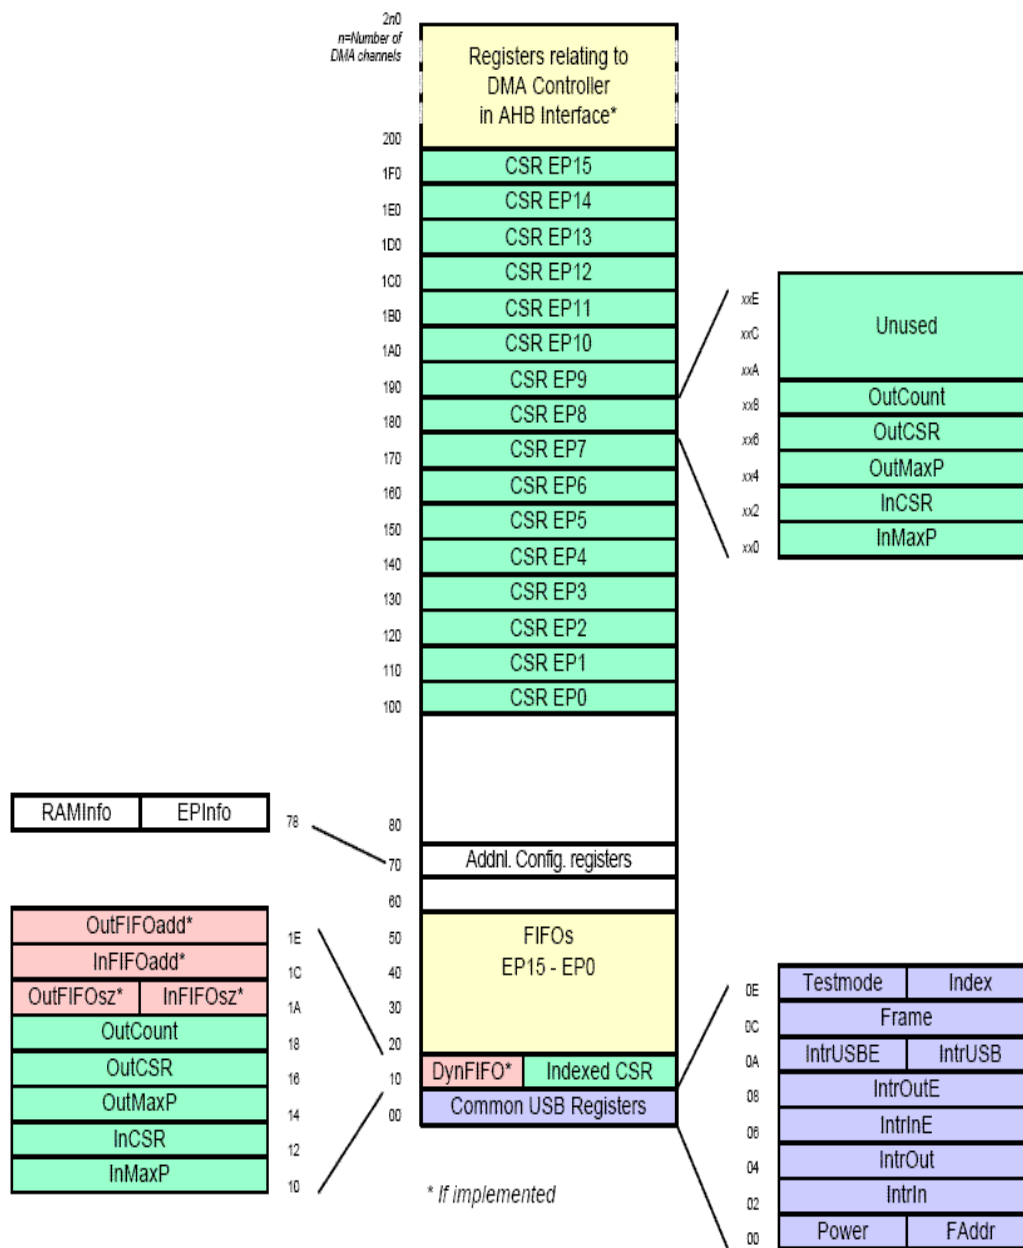 2n0
n=Number of
DMA channels
Registers relating to
DMA Controller
in AHB Interface*
200
CSR EP15
1F0
CSR EP14
1E0
CSR EP13
1D0
CSR EP12
1C0
CSR EP11
1B0
CSR EP10
1A0
CSR EP9
190
CSR EP8
180
CSR EP7
170
CSR EP6
160
CSR EP5
150
CSR EP4
140
CSR EP3
130
CSR EP2
120
CSR EP1
110
CSR EP0
100
80
Addnl. Config. registers
70
60
FIFOs
EP15 - EP0
50
40
30
20
DynFIFO* Indexed CSR
10
Common USB Registers
00
* If implemented
xxE
Unused
xxC
xxA
OutCount
xx8
OutCSR
xx6
OutMaxP
xx4
InCSR
xx2
InMaxP
xx0
RAMInfo EPInfo
78
OutFIFOadd*
1E
InFIFOadd*
1C
OutFIFOsz* InFIFOsz*
1A
OutCount
18
OutCSR
16
OutMaxP
14
InCSR
12
InMaxP
10
Testmode Index
0E
Frame
0C
IntrUSBE IntrUSB
0A
IntrOutE
08
IntrInE
06
IntrOut
04
IntrIn
02
Power FAddr
00